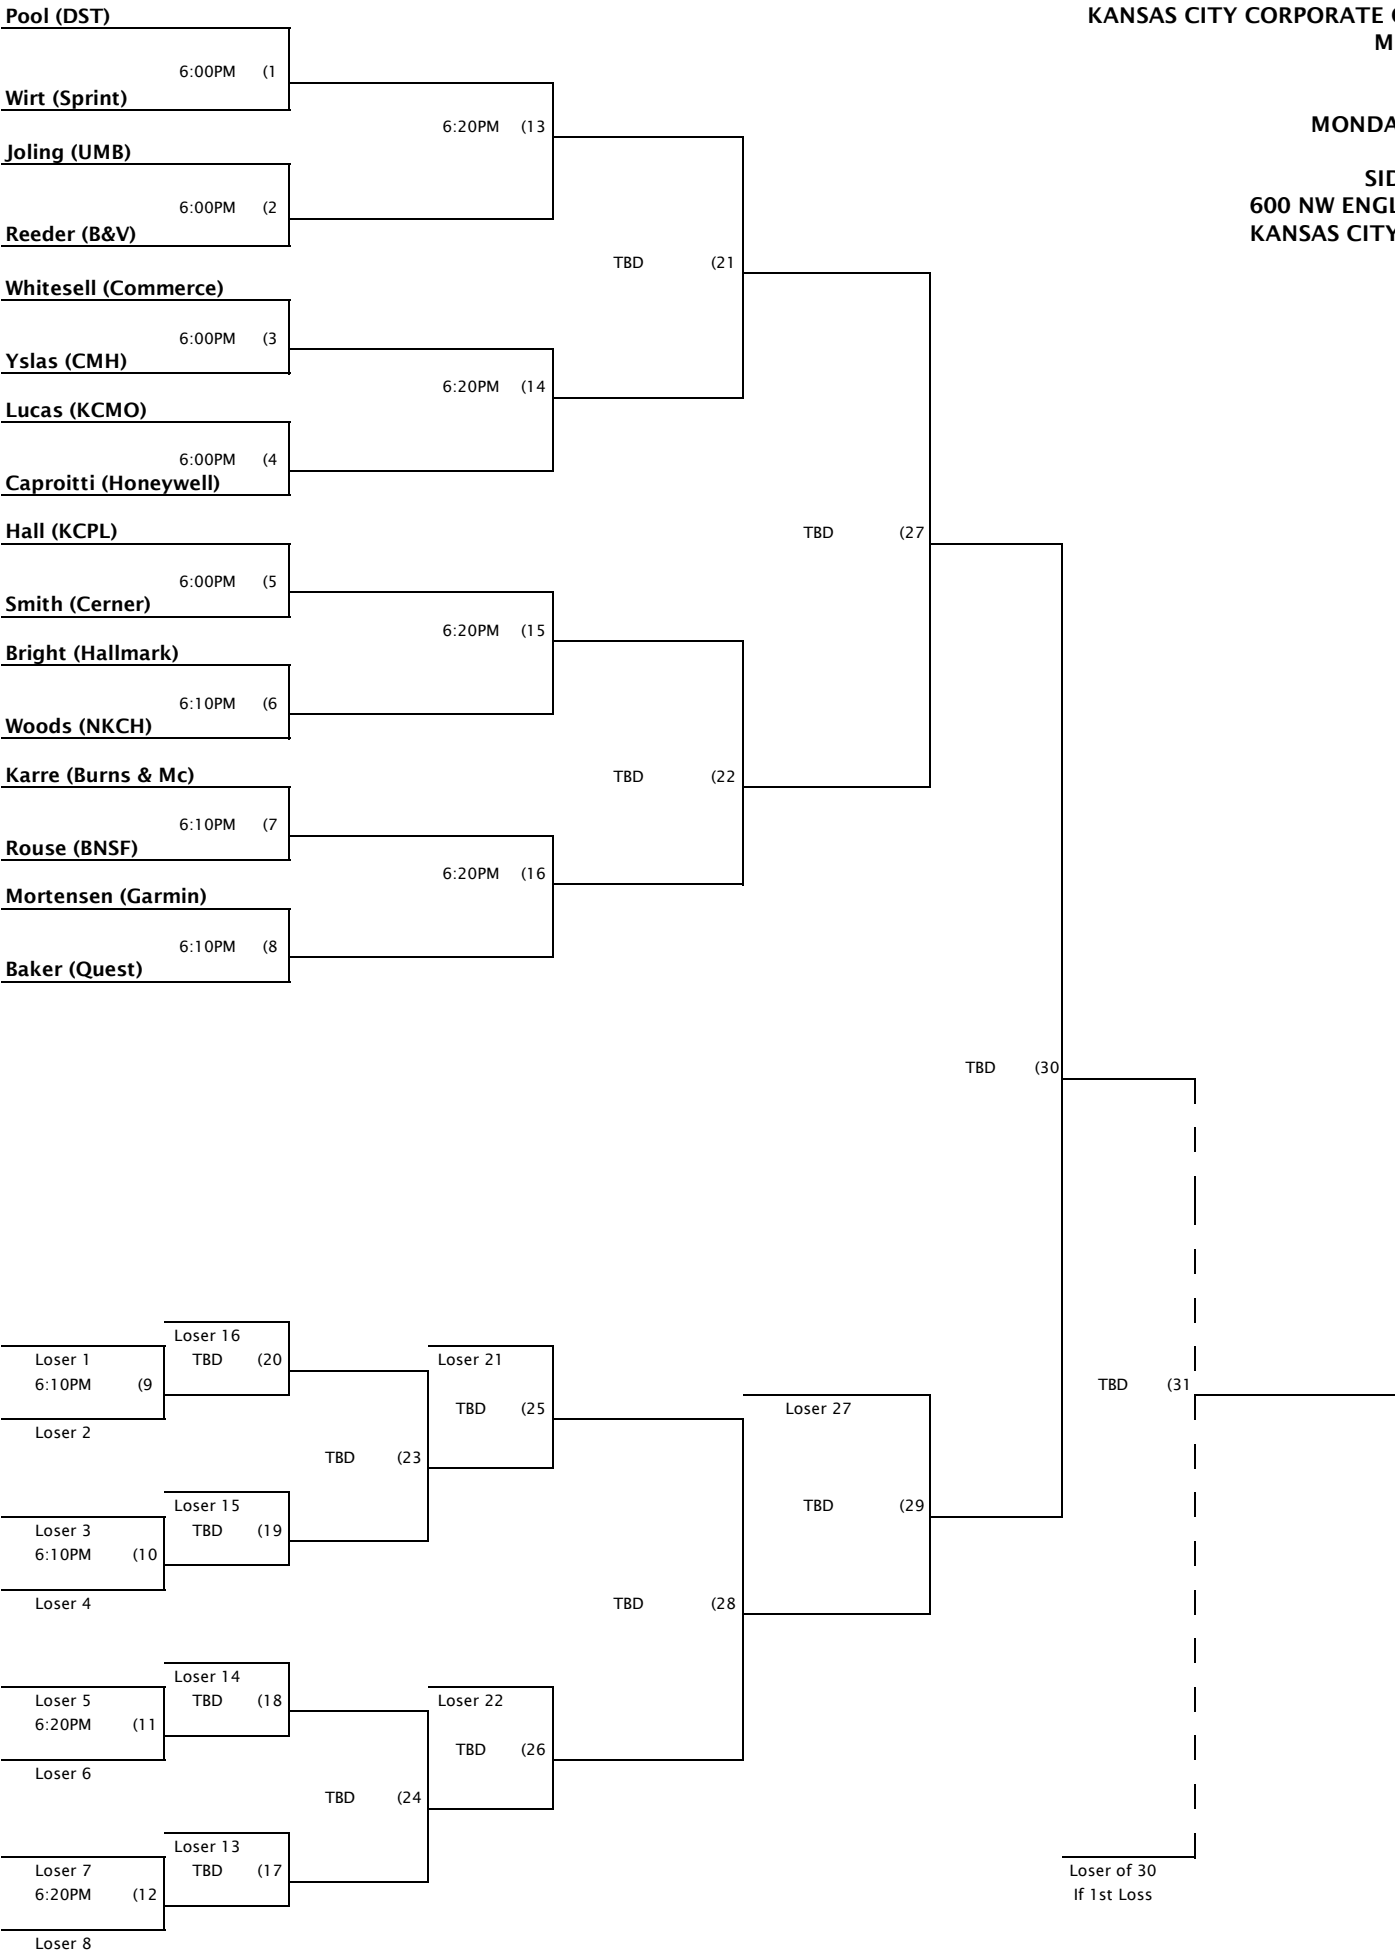 Pool (DST)
KANSAS CITY CORPORATE
M
6:00PM (1
Wirt (Sprint)
6:20PM (13
MONDA
Joling (UMB)
SID
6:00PM (2
600 NW ENGL
Reeder (B&V)
KANSAS CITY
TBD (21
Whitesell (Commerce)
6:00PM (3
Yslas (CMH)
6:20PM (14
Lucas (KCMO)
6:00PM (4
Caproitti (Honeywell)
Hall (KCPL)
TBD (27
6:00PM (5
Smith (Cerner)
6:20PM (15
Bright (Hallmark)
6:10PM (6
Woods (NKCH)
Karre (Burns & Mc)
TBD (22
6:10PM (7
Rouse (BNSF)
6:20PM (16
Mortensen (Garmin)
6:10PM (8
Baker (Quest)
TBD (30
Loser 16
Loser 1
TBD (20
Loser 21
6:10PM (9
TBD (31
TBD (25
Loser 27
Loser 2
TBD (23
Loser 15
TBD (29
Loser 3
TBD (19
6:10PM (10
Loser 4
TBD (28
Loser 14
Loser 5
TBD (18
Loser 22
6:20PM (11
TBD (26
Loser 6
TBD (24
Loser 13
Loser 7
TBD (17
Loser of 30
6:20PM (12
If 1st Loss
Loser 8